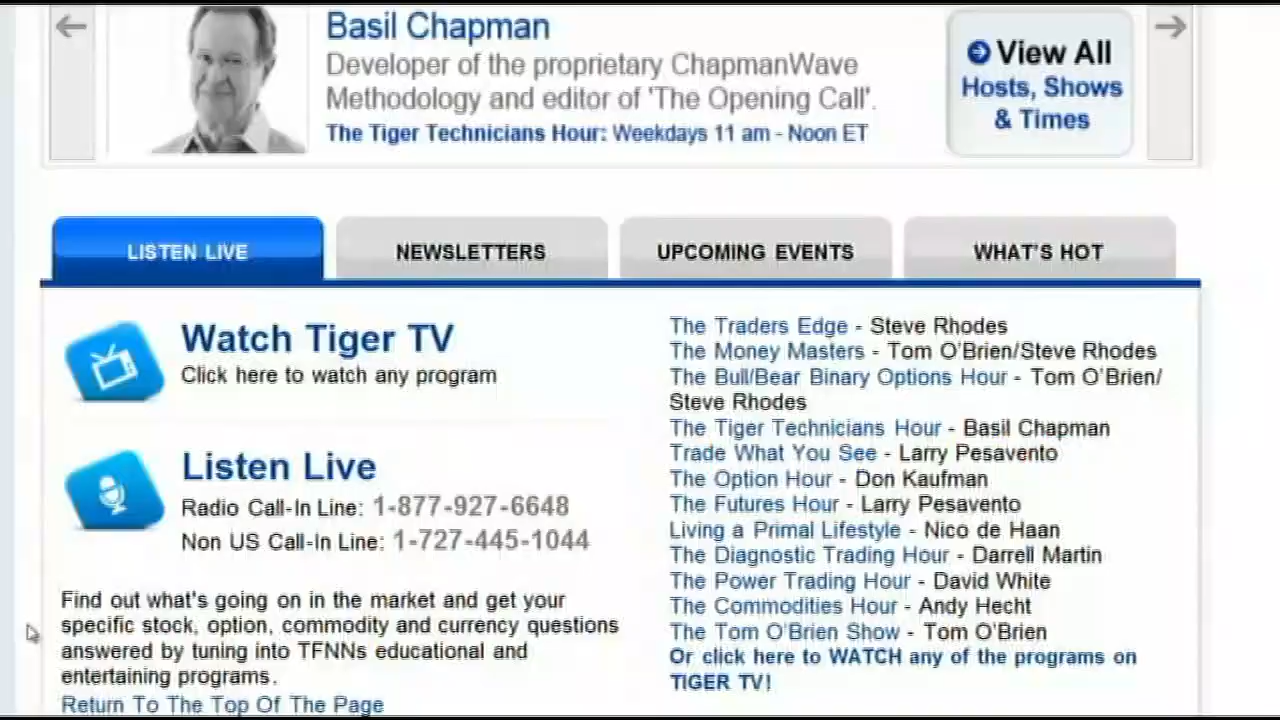 Basil Chapman
Developer of the proprietary ChapmanWave
Methodology and editor of 'The Opening Call'.
The Tiger Technicians Hour: Weekdays 11 am - Noon ET
View All
Hosts, Shows
& Times
LISTEN LIVE
NEWSLETTERS
UPCOMING EVENTS
WHAT'S HOT
Watch Tiger TV
Click here to watch any program
Listen Live
Radio Call-In Line: 1-877-927-6648
Non US Call-In Line: 1-727-445-1044
Find out what's going on in the market and get your
specific stock, option, commodity and currency questions
answered by tuning into TFNNs educational and
entertaining programs.
Return To The Top Of The Page
The Traders Edge - Steve Rhodes
The Money Masters - Tom O'Brien/Steve Rhodes
The Bull/Bear Binary Options Hour - Tom O'Brien/
Steve Rhodes
The Tiger Technicians Hour - Basil Chapman
Trade What You See - Larry Pesavento
The Option Hour - Don Kaufman
The Futures Hour - Larry Pesavento
Living a Primal Lifestyle - Nico de Haan
The Diagnostic Trading Hour - Darrell Martin
The Power Trading Hour - David White
The Commodities Hour - Andy Hecht
The Tom O'Brien Show - Tom O'Brien
Or click here to WATCH any of the programs on
TIGER TV!